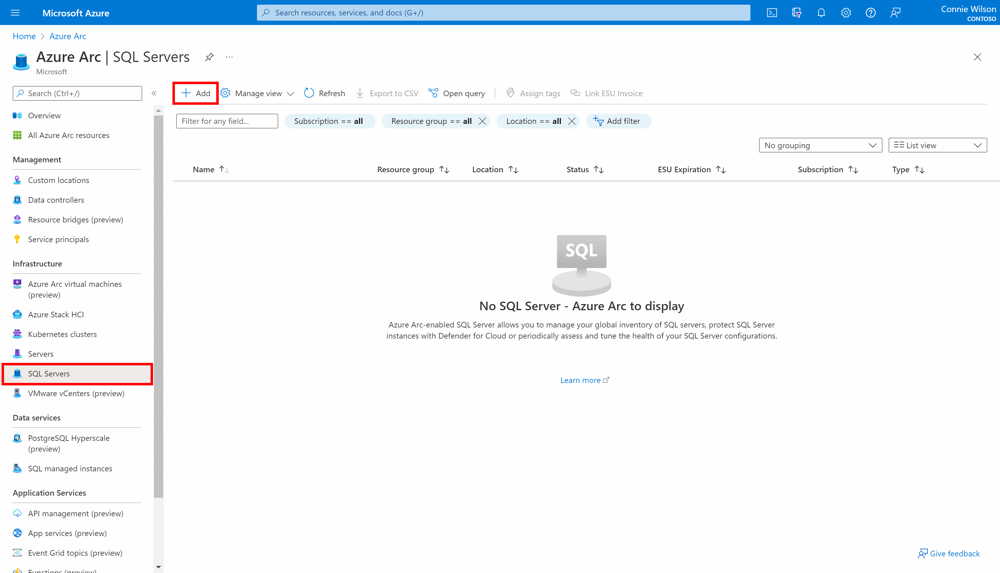 Microsoft Azure
Search resources, services, and docs (G+/)
Connie Wilson
CONTOSO
Home > Azure Arc
Azure Arc | SQL Servers
Microsoft
Search (Ctrl+/)
Overview
All Azure Arc resources
Management
Custom locations
Data controllers
Resource bridges (preview)
Service principals
Infrastructure
Azure Arc virtual machines
(preview)
Azure Stack HCI
Kubernetes clusters
Servers
SQL Servers
VMware vCenters (preview)
Data services
PostgreSQL Hyperscale
(preview)
SQL managed instances
Application Services
API management (preview)
App services (preview)
Event Grid topics (preview)
Functions (preview)
Add Manage view Refresh Export to CSV Open query Assign tags Link ESU Invoice
Filter for any field... Subscription == all Resource group == all Location == all Add filter
No grouping List view
Name Resource group Location Status ESU Expiration Subscription Type
SQL
No SQL Server - Azure Arc to display
Azure Arc-enabled SQL Server allows you to manage your global inventory of SQL servers, protect SQL Server
instances with Defender for Cloud or periodically assess and tune the health of your SQL Server configurations.
Learn more
Give feedback